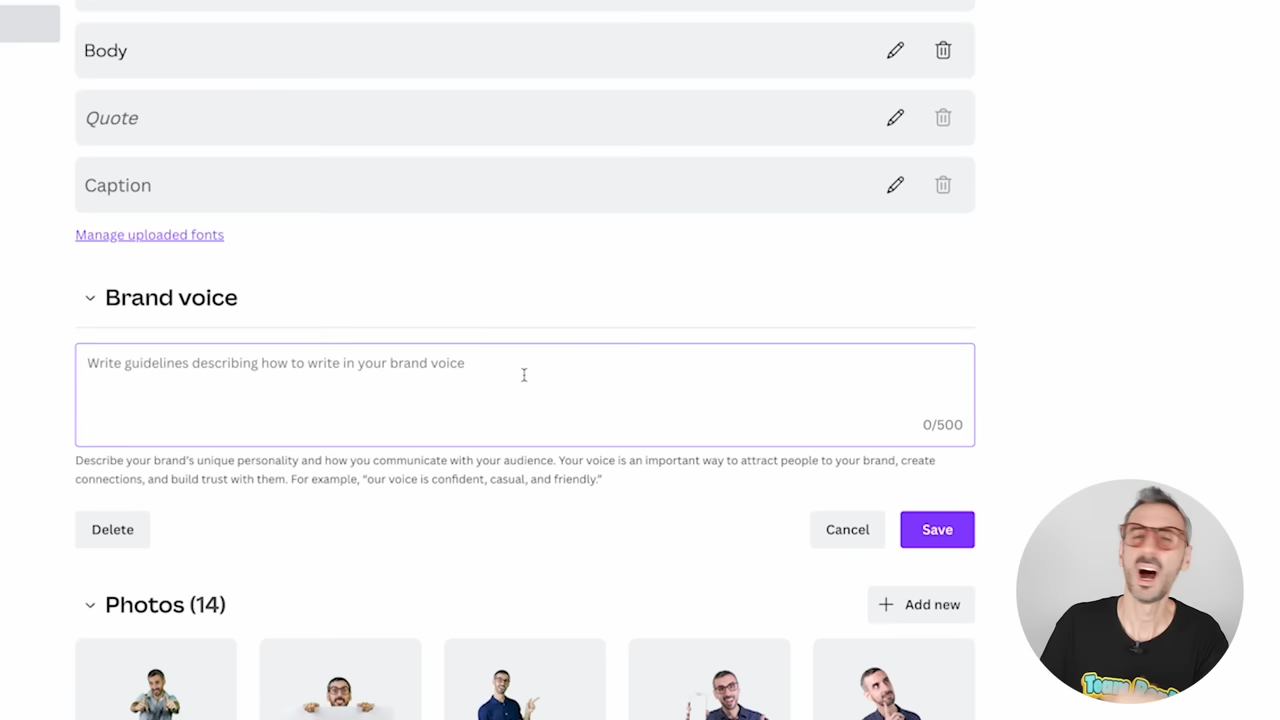 Body
Quote
Caption
Manage uploaded fonts
Brand voice
Write guidelines describing how to write in your brand voice
0/500
Describe your brand's unique personality and how you communicate with your audience. Your voice is an important way to attract people to your brand, create
connections, and build trust with them. For example, “our voice is confident, casual, and friendly.”
Delete
Cancel
Save
Photos (14)
Add new
Team